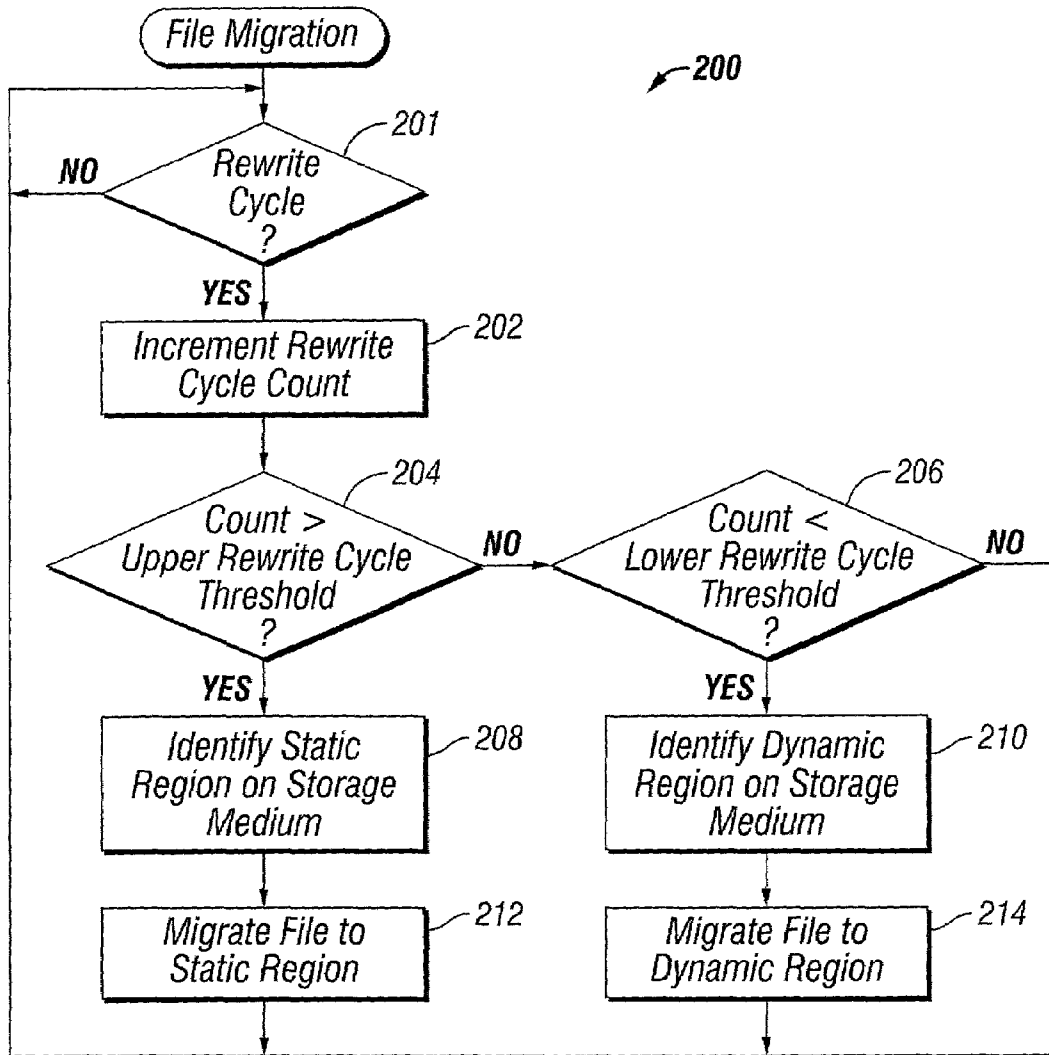 File Migration
200
201
Rewrite
Cycle
?
NO
YES
202
Increment Rewrite
Cycle Count
204
Count >
Upper Rewrite Cycle
Threshold
?
NO
206
Count <
Lower Rewrite Cycle
Threshold
?
NO
YES
YES
208
Identify Static
Region on Storage
Medium
210
Identify Dynamic
Region on Storage
Medium
212
Migrate File to
Static Region
214
Migrate File to
Dynamic Region